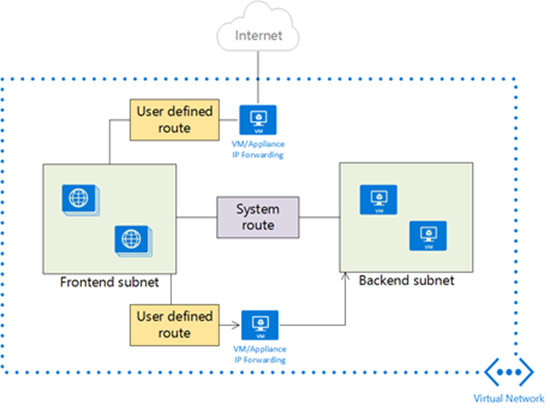 Internet
User defined
route
VM
VM/Appliance
IP Forwarding
System
route
VM
VM
Frontend subnet
Backend subnet
User defined
route
VM
VM/Appliance
IP Forwarding
Virtual Network